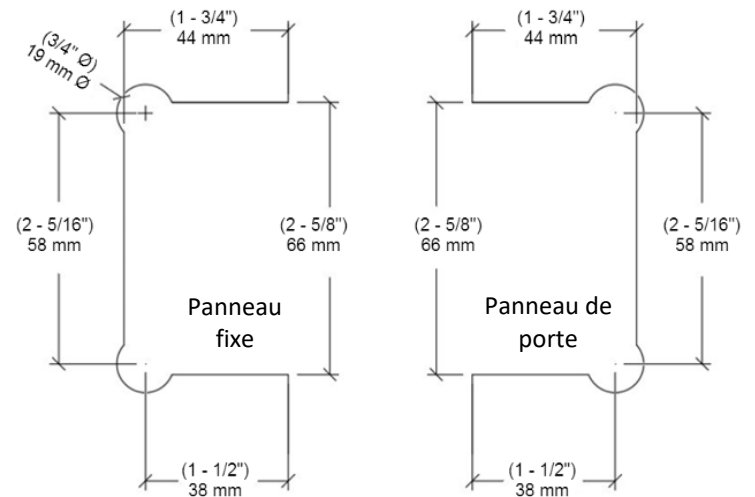 (1 - 3/4")
44 mm
(1 - 3/4")
44 mm
(3/4" Ø)
19 mm Ø
(2 - 5/16")
58 mm
(2 - 5/8")
66 mm
(2 - 5/8")
66 mm
(2 - 5/16")
58 mm
Panneau
fixe
Panneau de
porte
(1 - 1/2")
38 mm
(1 - 1/2")
38 mm